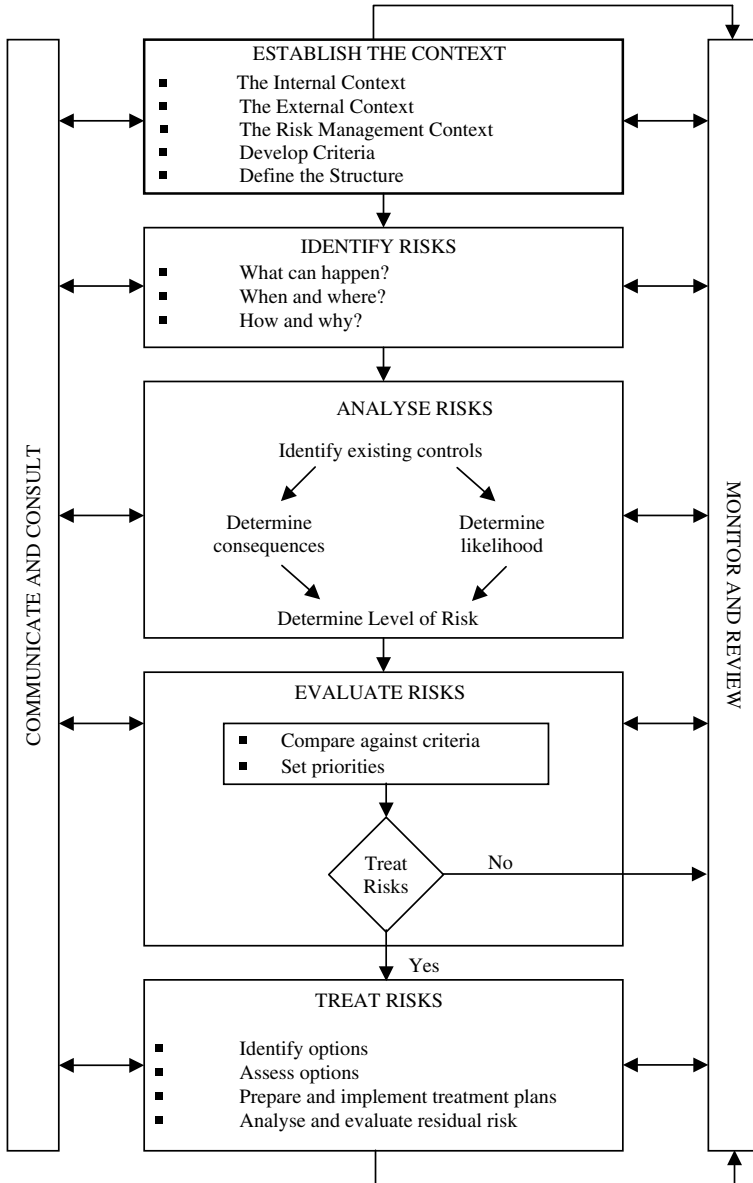 ESTABLISH THE CONTEXT
▪ The Internal Context
▪ The External Context
▪ The Risk Management Context
▪ Develop Criteria
▪ Define the Structure
IDENTIFY RISKS
▪ What can happen?
▪ When and where?
▪ How and why?
ANALYSE RISKS
Identify existing controls
Determine
consequences
Determine
likelihood
Determine Level of Risk
EVALUATE RISKS
▪ Compare against criteria
▪ Set priorities
Treat
Risks
No
Yes
TREAT RISKS
▪ Identify options
▪ Assess options
▪ Prepare and implement treatment plans
▪ Analyse and evaluate residual risk
COMMUNICATE AND CONSULT
MONITOR AND REVIEW